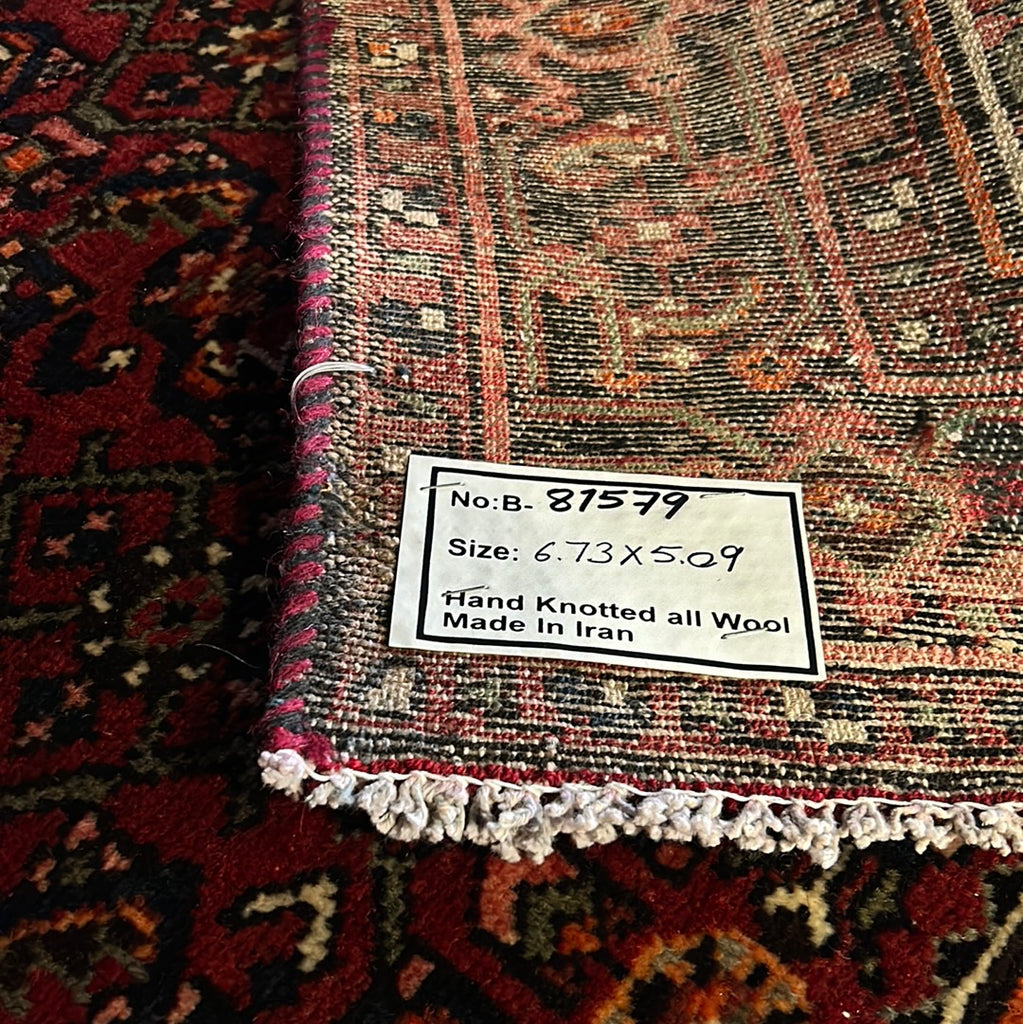 No:B- 81579
Size: 6.73X5.09
Hand Knotted all Wool
Made In Iran